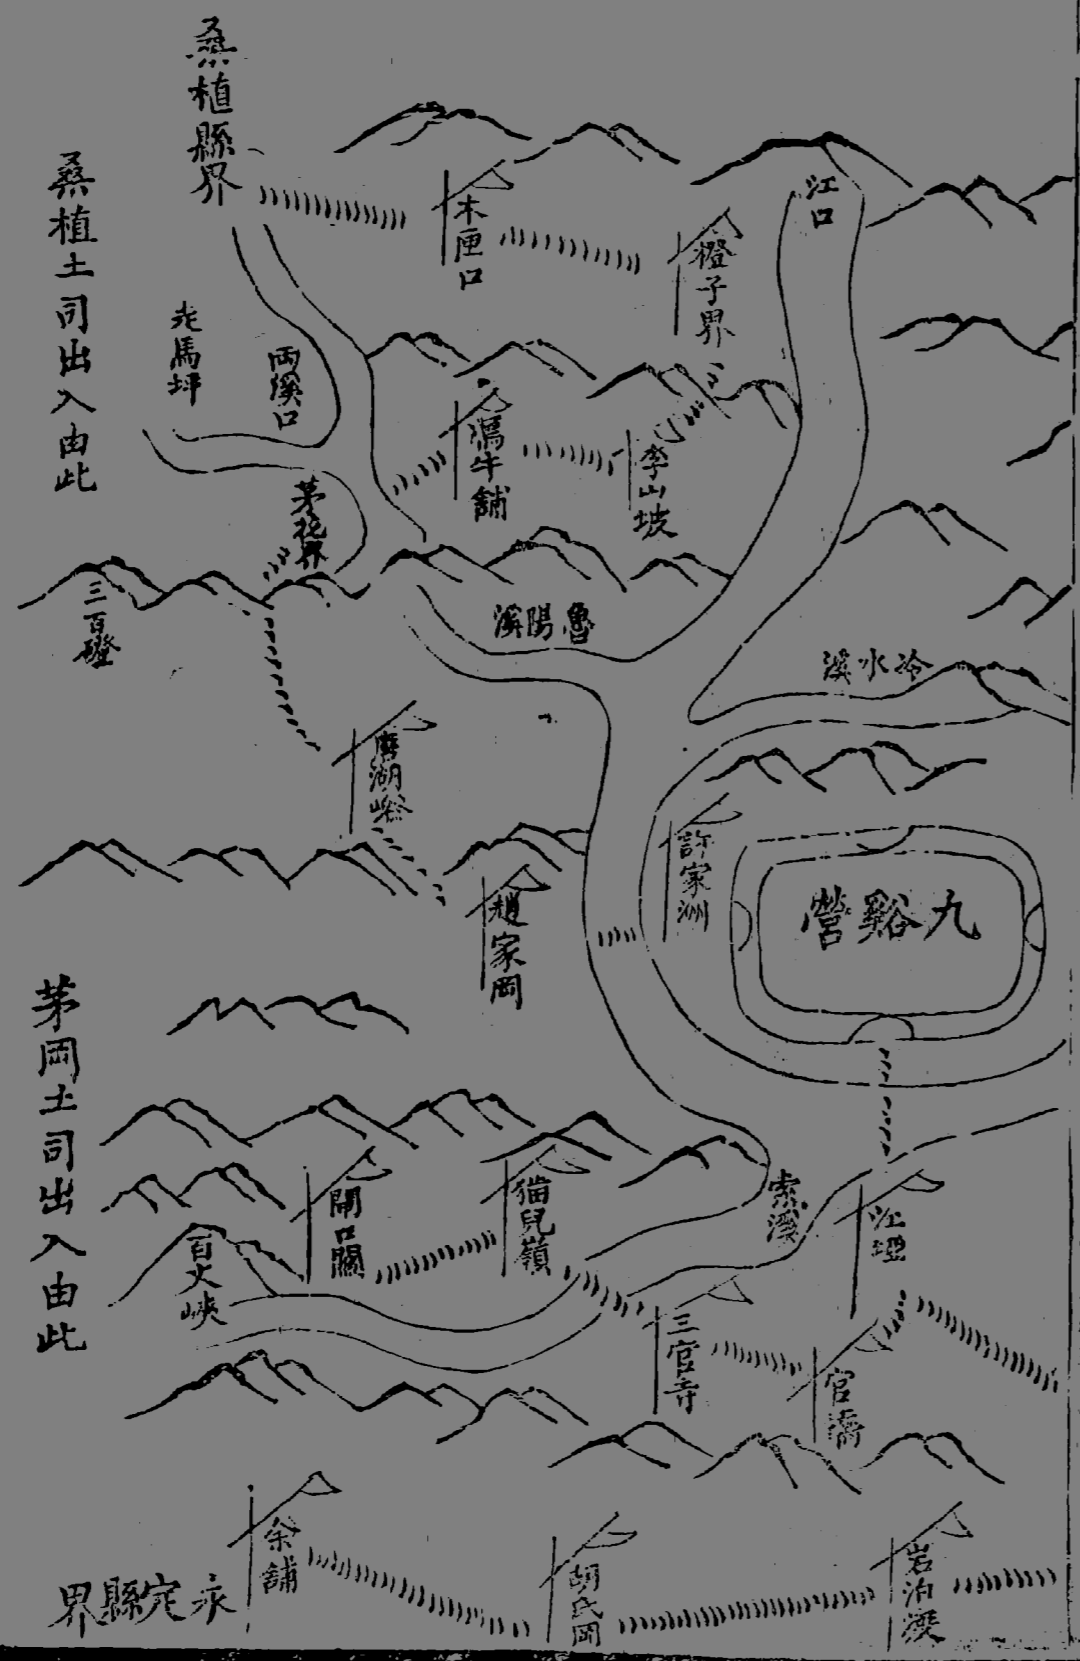 桑植縣界
桑植土司出入由此
木匣口
橙子界
江口
走馬坪
兩溪口
牛舖
李山坡
茅花界
三百磴
魯陽溪
冷水溪
磨湖峪
許家洲
九谿營
趙家岡
茅岡土司出入由此
閘口關
猫兒嶺
索溪
江埡
百丈峽
三官寺
官橋
余舖
胡氏岡
岩泊
永定縣界